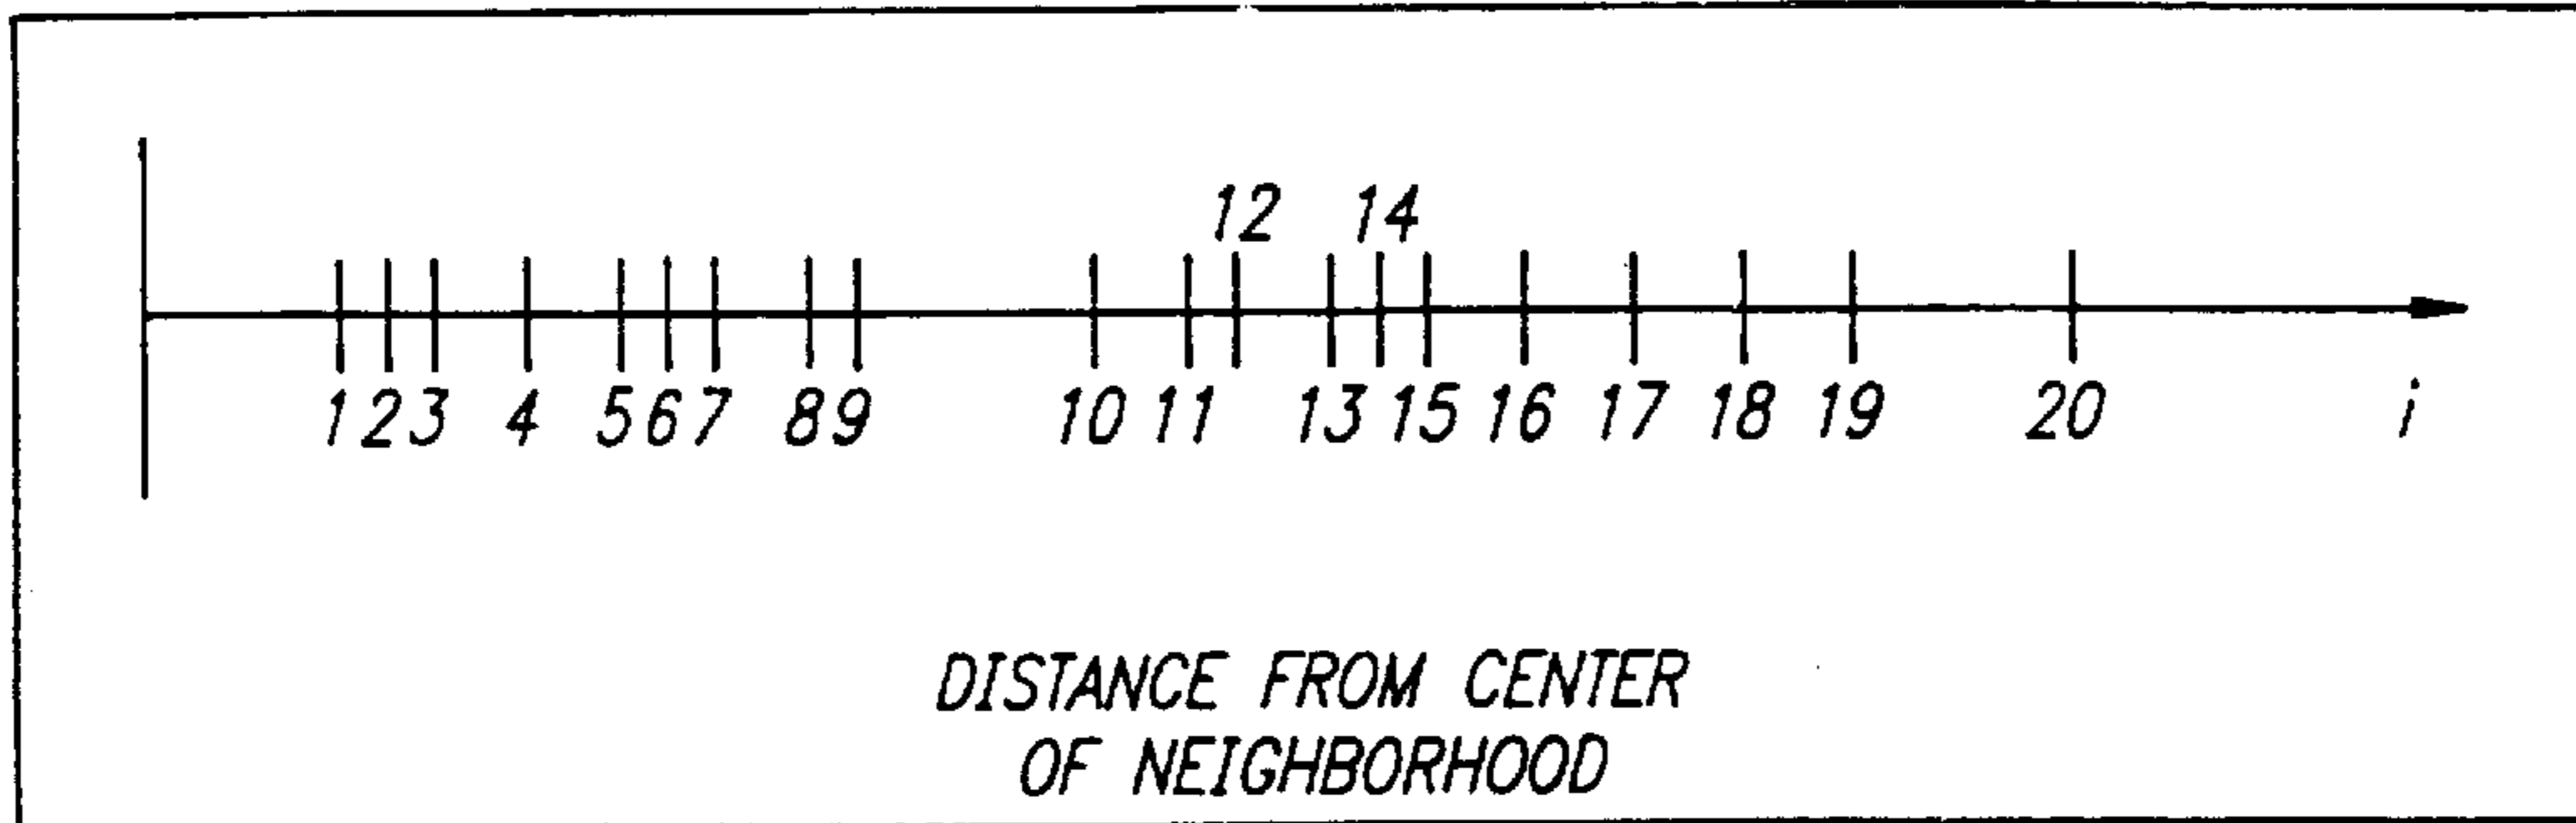 12 14
1 2 3 4 5 6 7 8 9 10 11 13 15 16 17 18 19 20 i
DISTANCE FROM CENTER
OF NEIGHBORHOOD